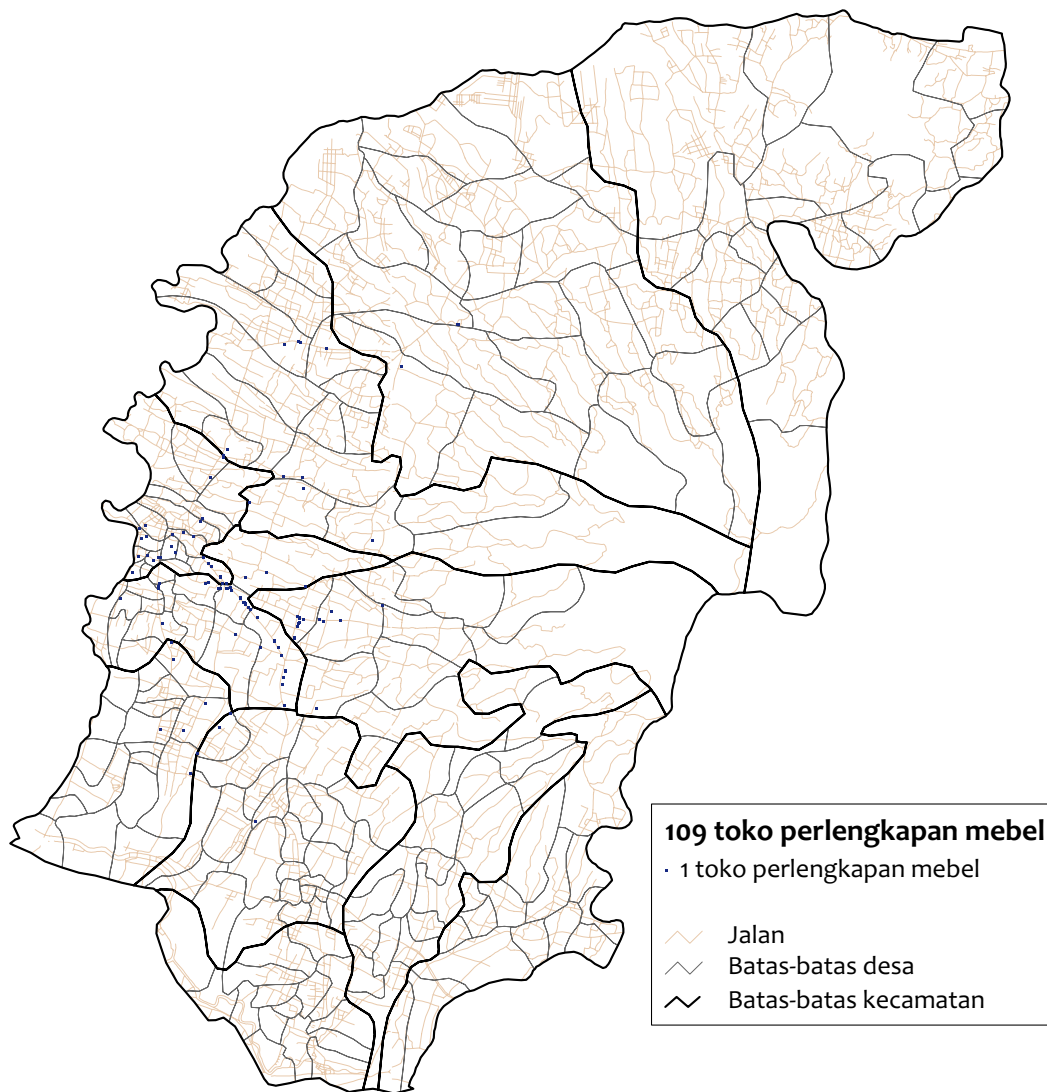 109 toko perlengkapan mebel
1 toko perlengkapan mebel
Jalan
Batas-batas desa
Batas-batas kecamatan